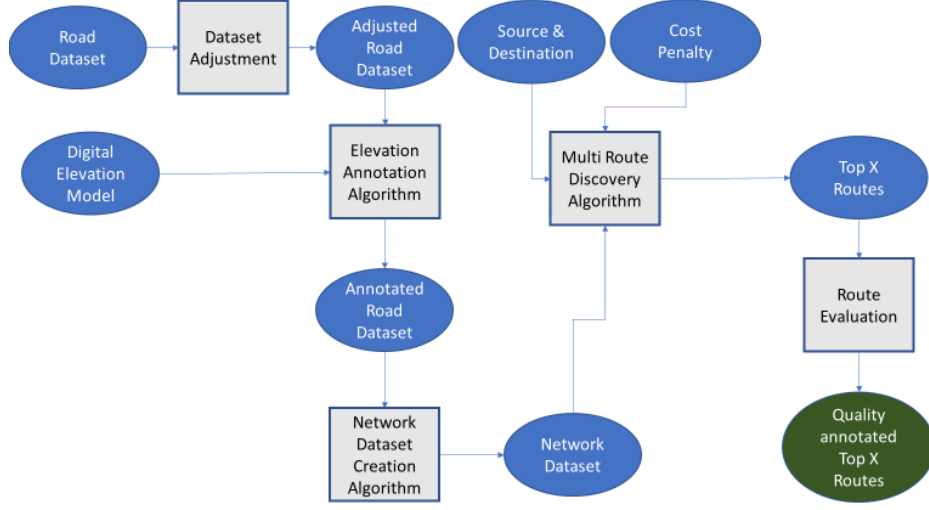 Road
Dataset
Dataset
Adjustment
Adjusted
Road
Dataset
Source &
Destination
Cost
Penalty
Digital
Elevation
Model
Elevation
Annotation
Algorithm
Multi Route
Discovery
Algorithm
Top X
Routes
Annotated
Road
Dataset
Route
Evaluation
Network
Dataset
Creation
Algorithm
Network
Dataset
Quality
annotated
Top X
Routes